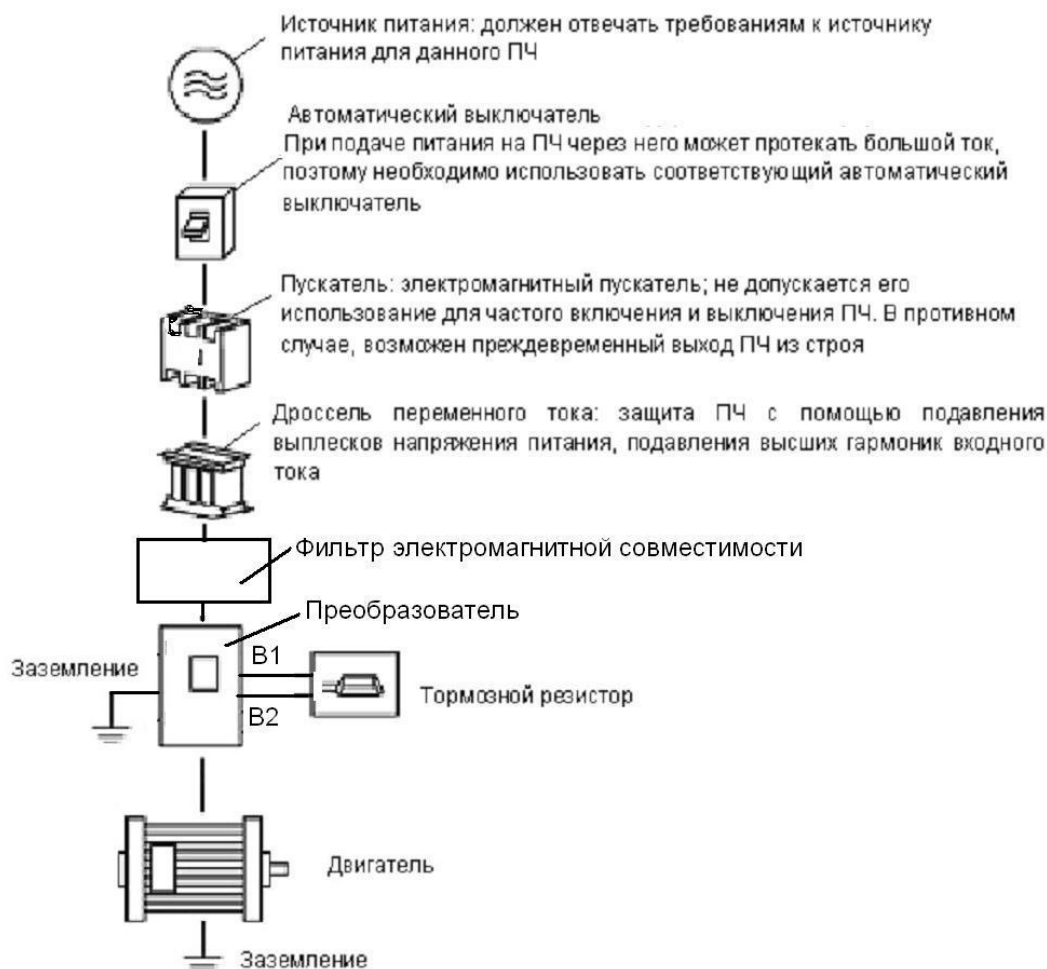 Источник питания: должен отвечать требованиям к источнику
питания для данного ПЧ
Автоматический выключатель
При подаче питания на ПЧ через него может протекать большой ток,
поэтому необходимо использовать соответствующий автоматический
выключатель
Пускатель: электромагнитный пускатель; не допускается его
использование для частого включения и выключения ПЧ. В противном
случае, возможен преждевременный выход ПЧ из строя
Дроссель переменного тока: защита ПЧ с помощью подавления
выплесков напряжения питания, подавления высших гармоник входного
тока
Фильтр электромагнитной совместимости
Преобразователь
B1
Заземление
Тормозной резистор
B2
Двигатель
Заземление